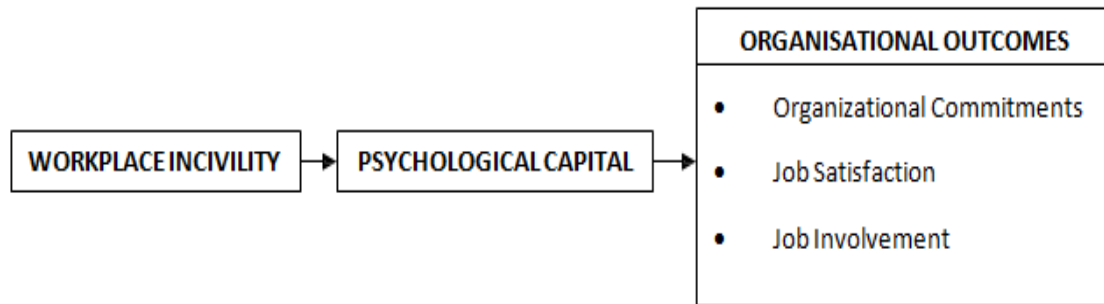 ORGANISATIONAL OUTCOMES
• Organizational Commitments
WORKPLACE INCIVILITY
PSYCHOLOGICAL CAPITAL
• Job Satisfaction
• Job Involvement